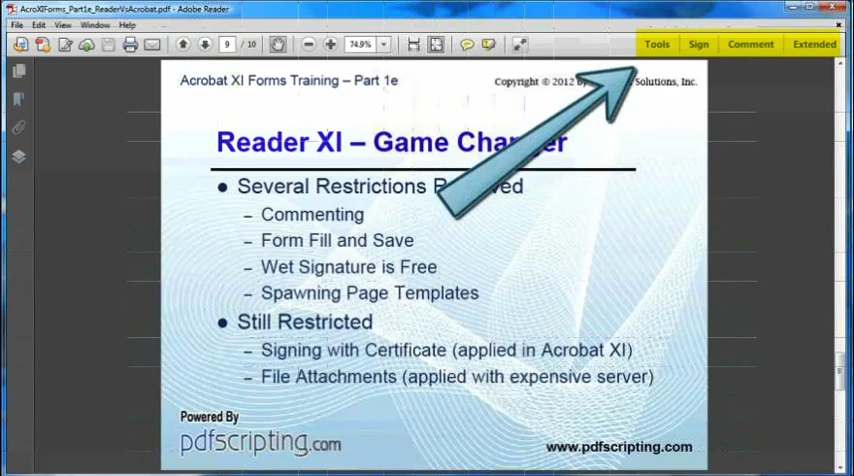 AcroXIForms_Part1e_ReaderVsAcrobat.pdf - Adobe Reader
File Edit View Window Help
9 / 10 74.9% Tools Sign Comment Extended
Acrobat XI Forms Training – Part 1e
Copyright © 2012 by Solutions, Inc.
Reader XI – Game Changer
• Several Restrictions
– Commenting
– Form Fill and Save
– Wet Signature is Free
– Spawning Page Templates
• Still Restricted
– Signing with Certificate (applied in Acrobat XI)
– File Attachments (applied with expensive server)
Powered By
pdfscripting.com
www.pdfscripting.com